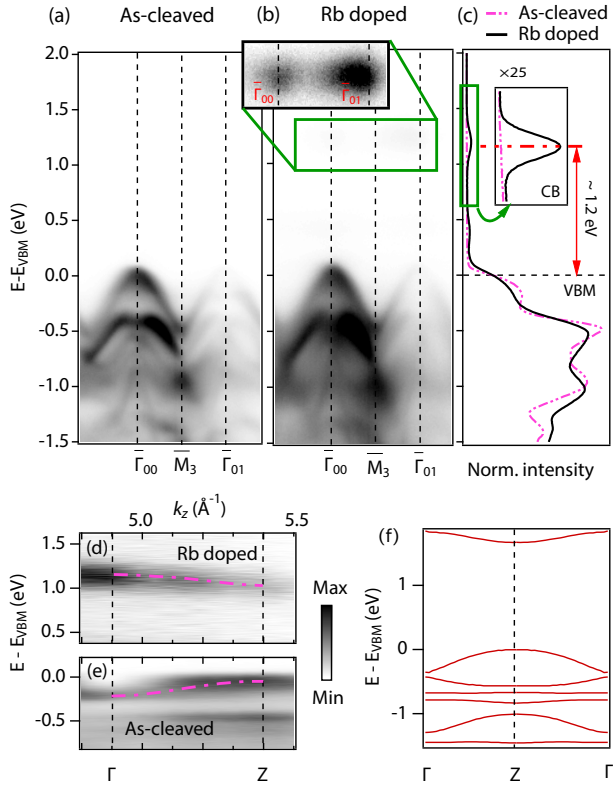 (a) As-cleaved
(b) Rb doped
(c) As-cleaved
Rb doped
E-E_VBM (eV)
2.0
1.5
1.0
0.5
0.0
-0.5
-1.0
-1.5
Γ̅₀₀ M̅₃ Γ̅₀₁
Γ̅₀₀ Γ̅₀₁
Γ̅₀₀ M̅₃ Γ̅₀₁
×25
CB
~ 1.2 eV
VBM
Norm. intensity
k_z (Å⁻¹)
5.0 5.5
(d) Rb doped
1.5
1.0
0.5
E - E_VBM (eV)
(e)
0.0
-0.5
As-cleaved
Γ Z
Max
Min
(f)
E - E_VBM (eV)
1
0
-1
Γ Z Γ